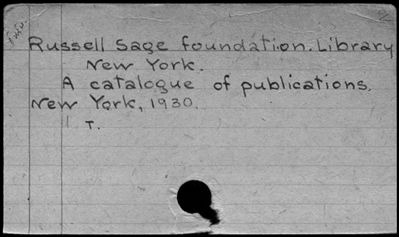 Russell Sage foundation. Library
New York.
A catalogue of publications.
New York, 1930.
T.